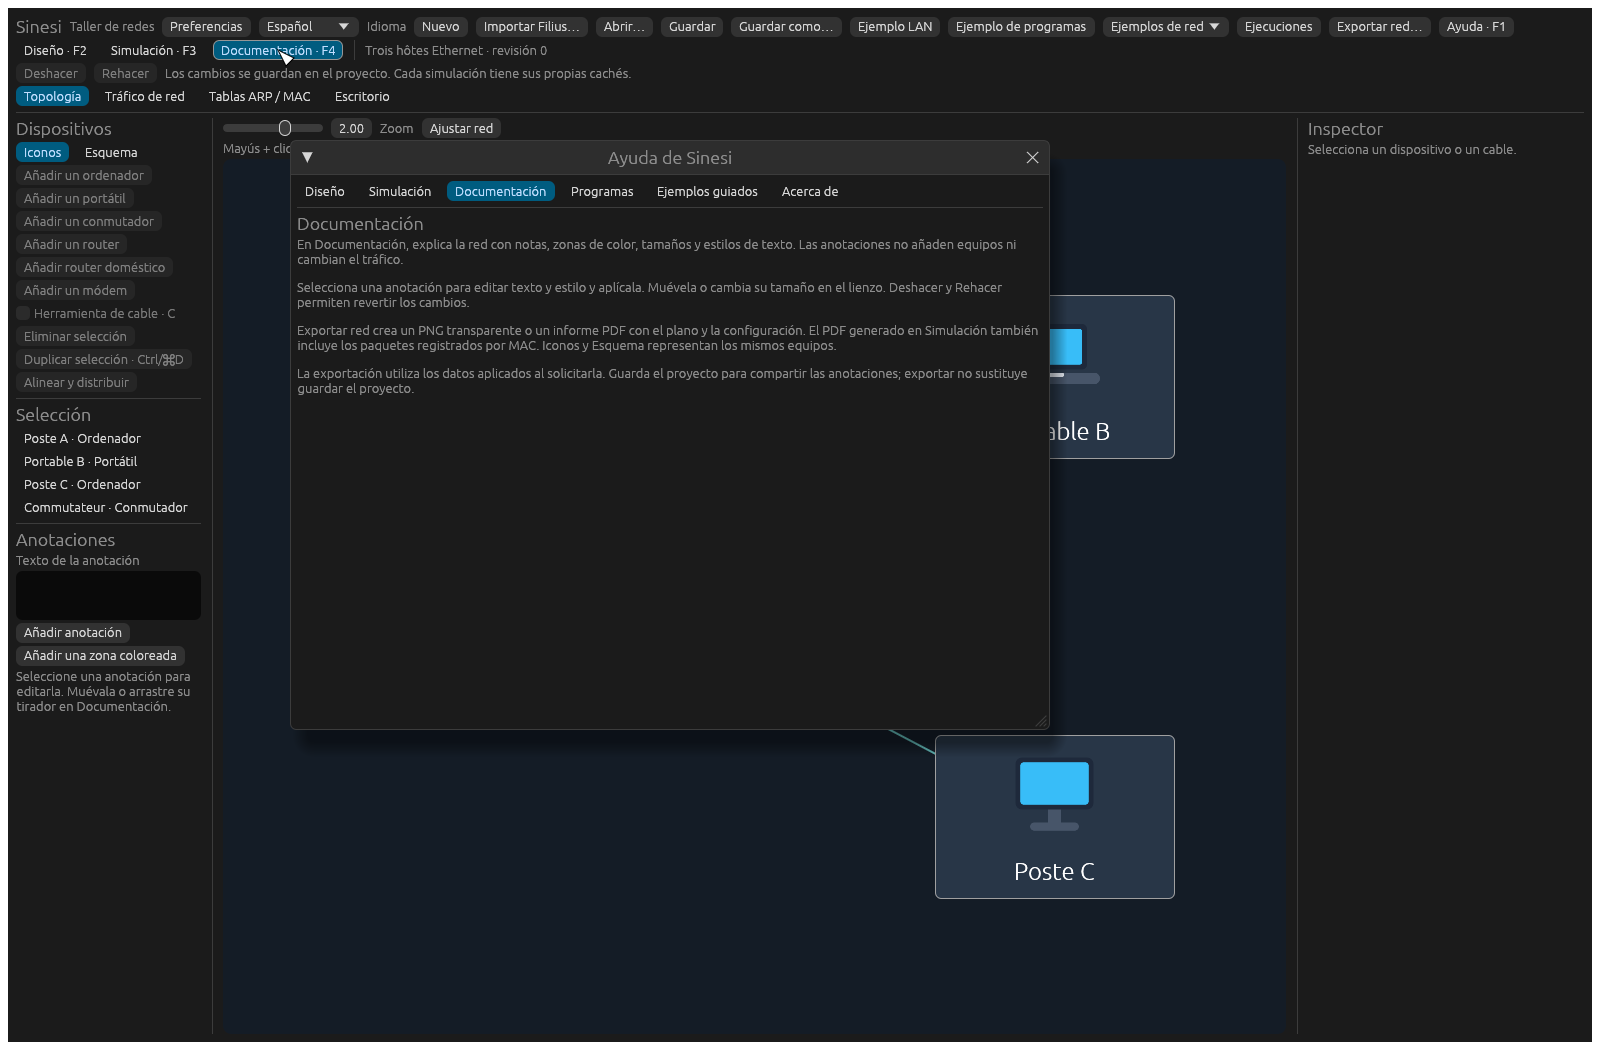 Sinesi Taller de redes Preferencias Español Idioma Nuevo Importar Filius... Abrir... Guardar Guardar como... Ejemplo LAN Ejemplo de programas Ejemplos de red Ejecuciones Exportar red... Ayuda · F1
Diseño · F2 Simulación · F3 Documentación · F4 Trois hôtes Ethernet · revisión 0
Deshacer Rehacer Los cambios se guardan en el proyecto. Cada simulación tiene sus propias cachés.
Topología Tráfico de red Tablas ARP / MAC Escritorio
Dispositivos
Iconos Esquema
Añadir un ordenador
Añadir un portátil
Añadir un conmutador
Añadir un router
Añadir router doméstico
Añadir un módem
Herramienta de cable · C
Eliminar selección
Duplicar selección · Ctrl/⌘D
Alinear y distribuir
Selección
Poste A · Ordenador
Portable B · Portátil
Poste C · Ordenador
Commutateur · Conmutador
Anotaciones
Texto de la anotación
Añadir anotación
Añadir una zona coloreada
Seleccione una anotación para
editarla. Muévala o arrastre su
tirador en Documentación.
2.00 Zoom Ajustar red
Mayús + clic
Ayuda de Sinesi
Diseño Simulación Documentación Programas Ejemplos guiados Acerca de
Documentación
En Documentación, explica la red con notas, zonas de color, tamaños y estilos de texto. Las anotaciones no añaden equipos ni
cambian el tráfico.
Selecciona una anotación para editar texto y estilo y aplícala. Muévela o cambia su tamaño en el lienzo. Deshacer y Rehacer
permiten revertir los cambios.
Exportar red crea un PNG transparente o un informe PDF con el plano y la configuración. El PDF generado en Simulación también
incluye los paquetes registrados por MAC. Iconos y Esquema representan los mismos equipos.
La exportación utiliza los datos aplicados al solicitarla. Guarda el proyecto para compartir las anotaciones; exportar no sustituye
guardar el proyecto.
able B
Poste C
Inspector
Selecciona un dispositivo o un cable.